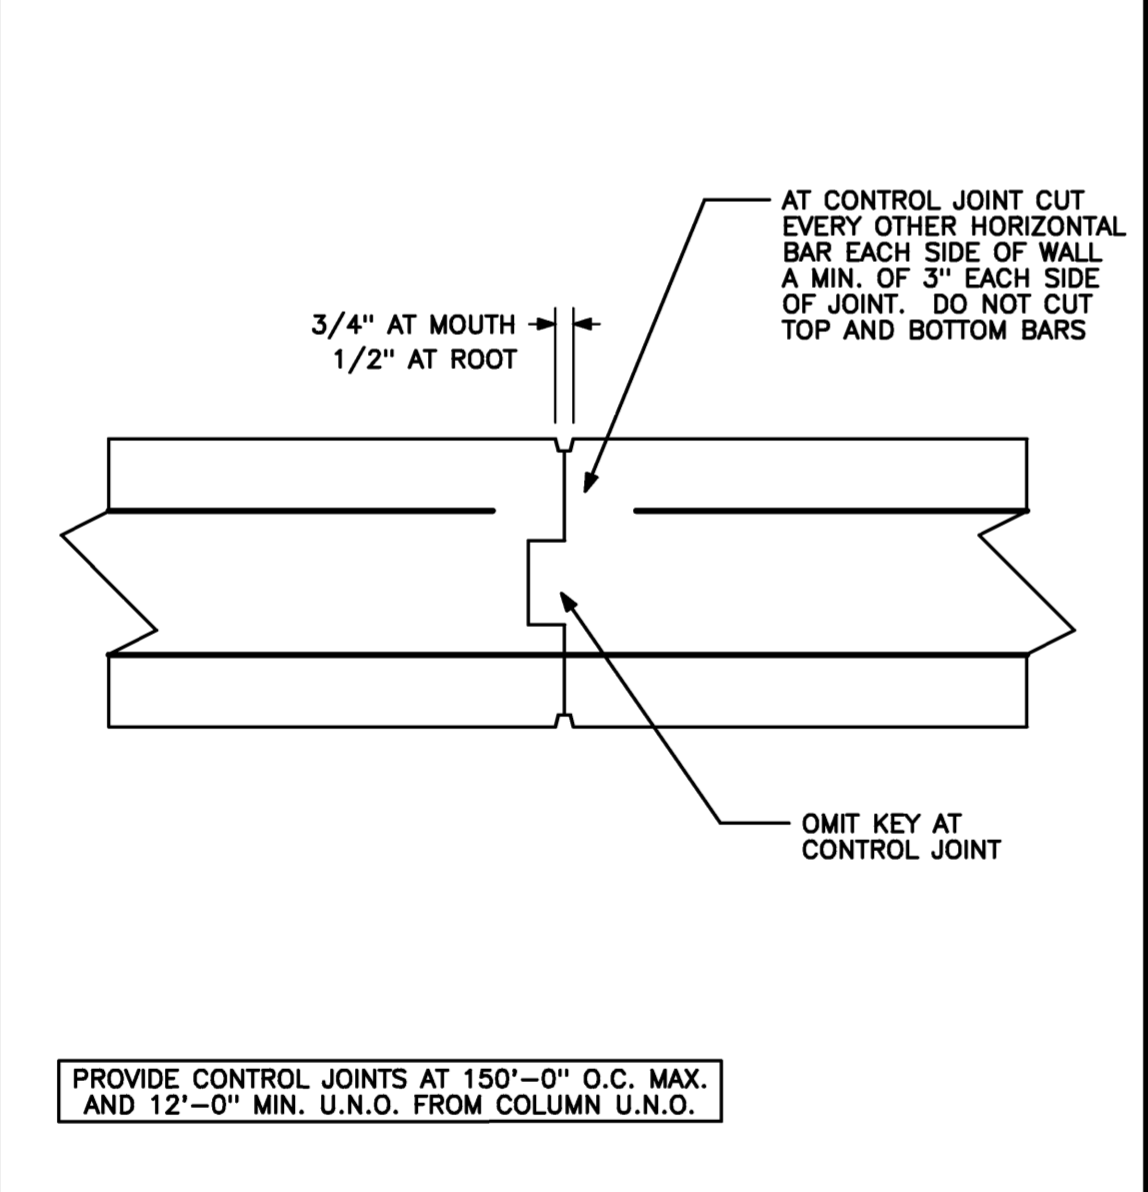 AT CONTROL JOINT CUT
EVERY OTHER HORIZONTAL
BAR EACH SIDE OF WALL
A MIN. OF 3" EACH SIDE
OF JOINT. DO NOT CUT
TOP AND BOTTOM BARS
3/4" AT MOUTH
1/2" AT ROOT
OMIT KEY AT
CONTROL JOINT
PROVIDE CONTROL JOINTS AT 150'-0" O.C. MAX.
AND 12'-0" MIN. U.N.O. FROM COLUMN U.N.O.